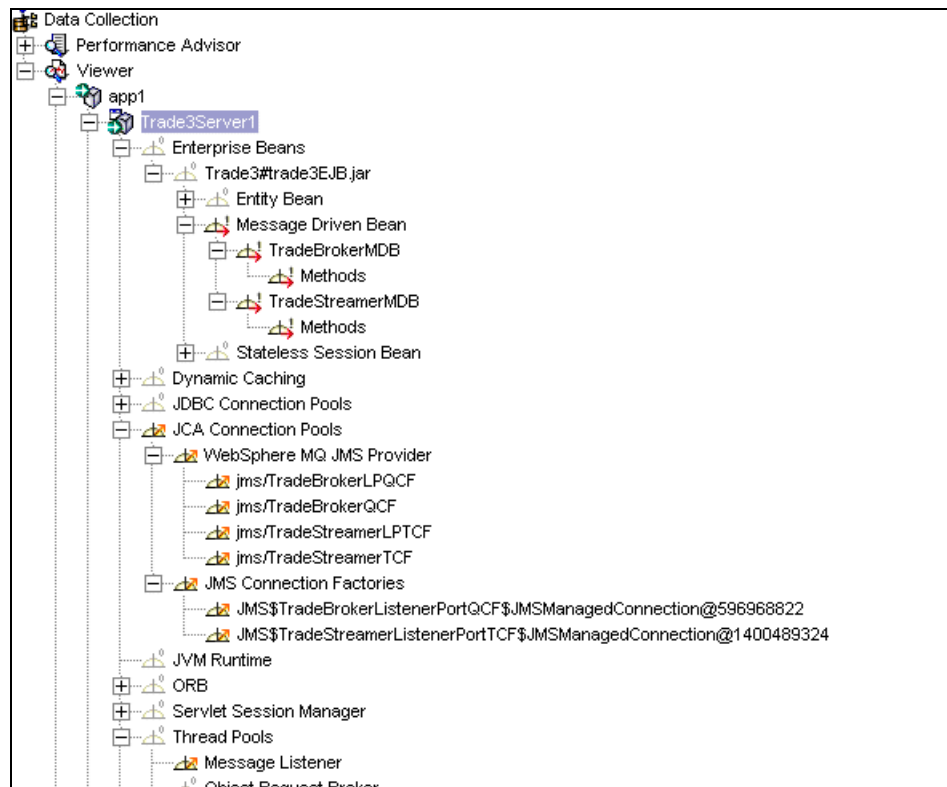 Data Collection
Performance Advisor
Viewer
app1
Trade3Server1
Enterprise Beans
Trade3#trade3EJB.jar
Entity Bean
Message Driven Bean
TradeBrokerMDB
Methods
TradeStreamerMDB
Methods
Stateless Session Bean
Dynamic Caching
JDBC Connection Pools
JCA Connection Pools
WebSphere MQ JMS Provider
jms/TradeBrokerLPQCF
jms/TradeBrokerQCF
jms/TradeStreamerLPTCF
jms/TradeStreamerTCF
JMS Connection Factories
JMS$TradeBrokerListenerPortQCF$JMSManagedConnection@596968822
JMS$TradeStreamerListenerPortTCF$JMSManagedConnection@1400489324
JVM Runtime
ORB
Servlet Session Manager
Thread Pools
Message Listener
Object Request Broker